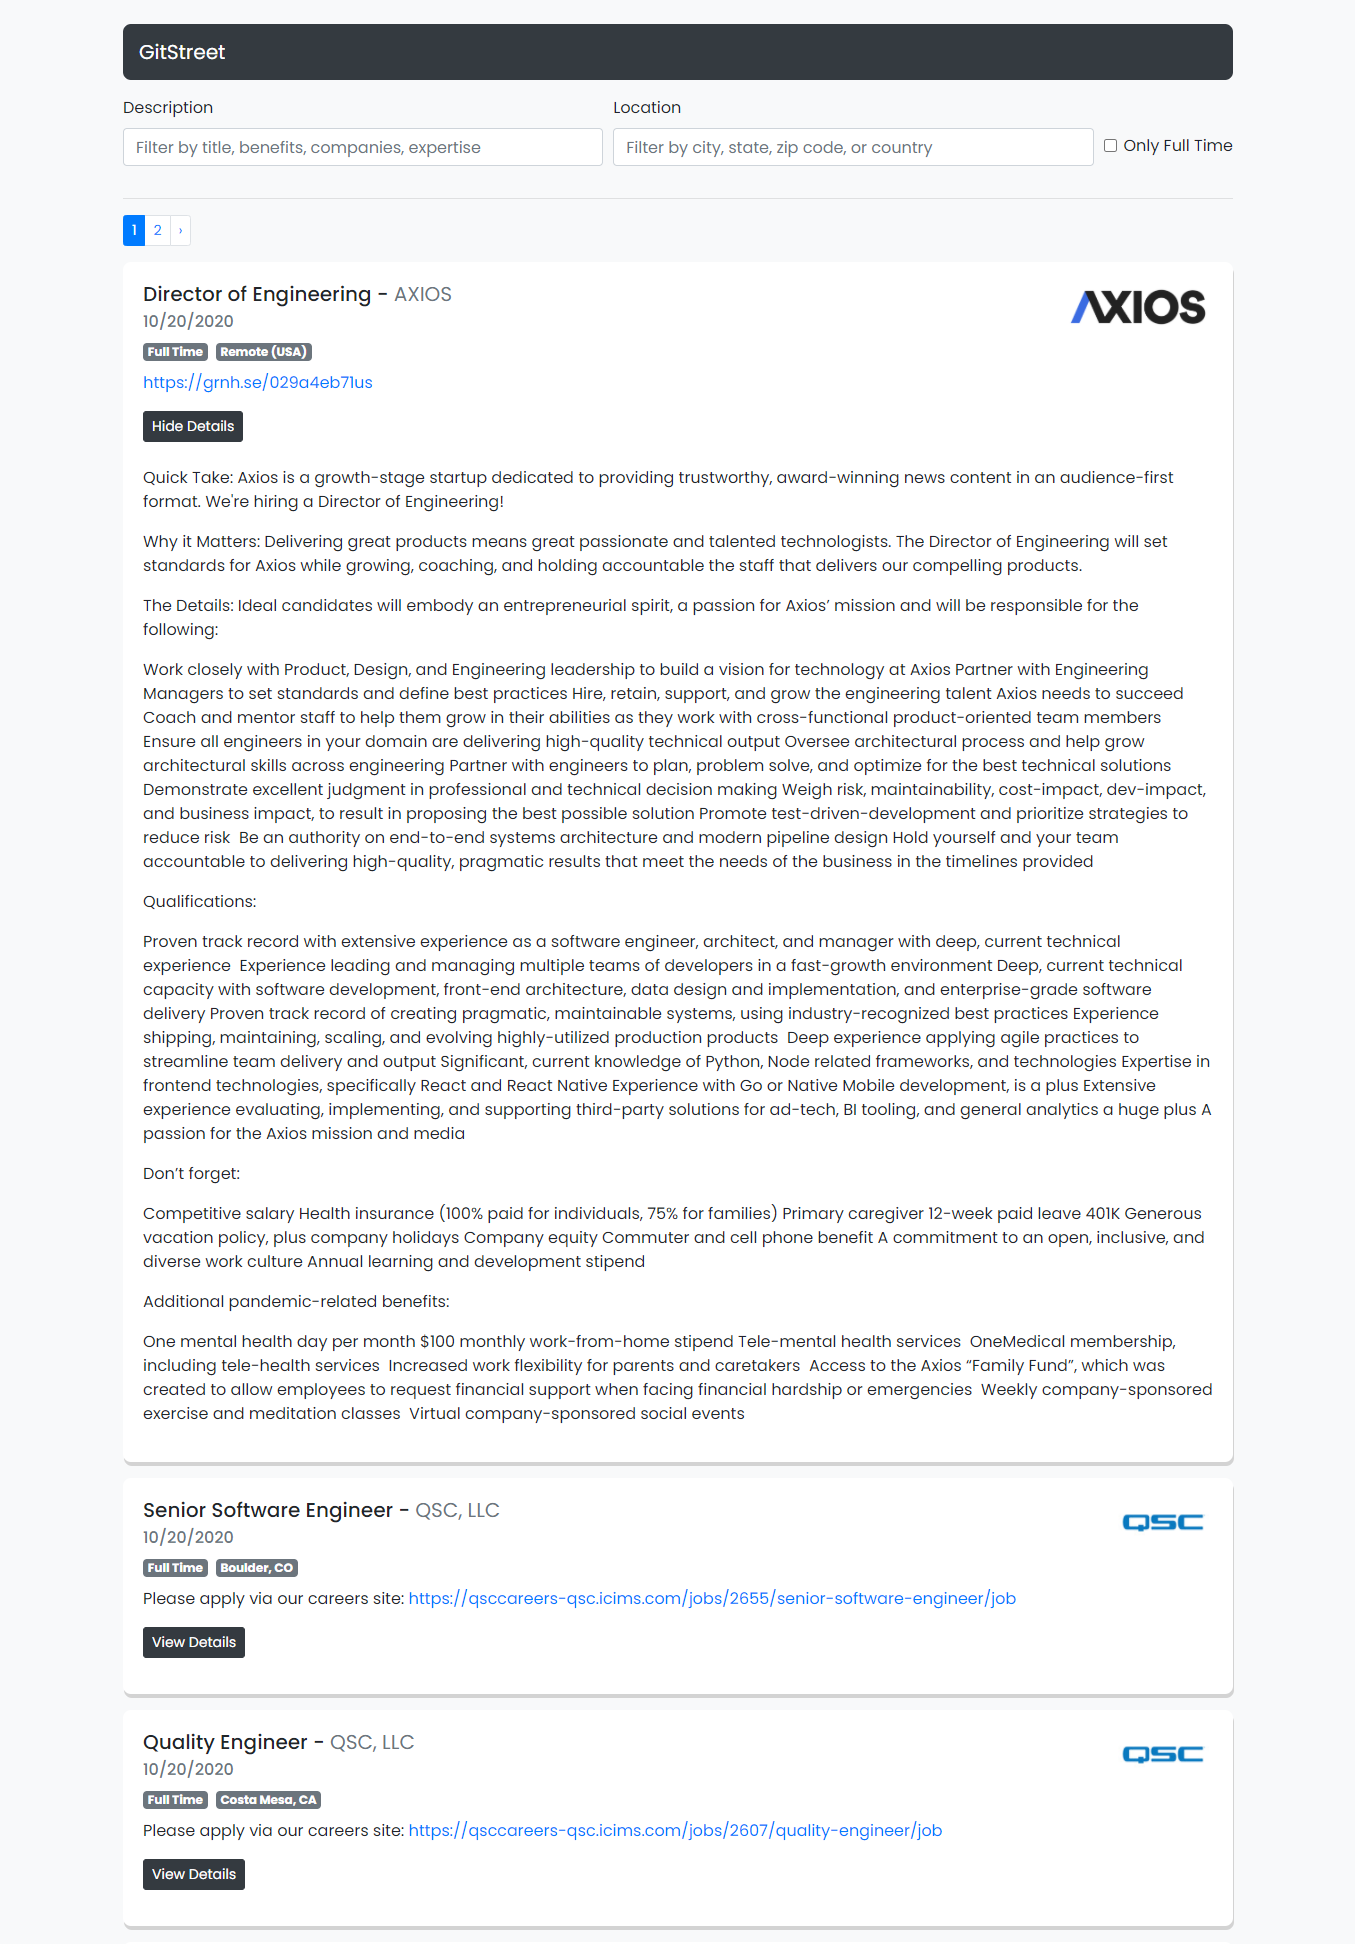 GitStreet
Description
Location
Filter by title, benefits, companies, expertise
Filter by city, state, zip code, or country
Only Full Time
1 2 ›
Director of Engineering - AXIOS
AXIOS
10/20/2020
Full Time Remote (USA)
https://grnh.se/029a4eb71us
Hide Details
Quick Take: Axios is a growth-stage startup dedicated to providing trustworthy, award-winning news content in an audience-first
format. We're hiring a Director of Engineering!
Why it Matters: Delivering great products means great passionate and talented technologists. The Director of Engineering will set
standards for Axios while growing, coaching, and holding accountable the staff that delivers our compelling products.
The Details: Ideal candidates will embody an entrepreneurial spirit, a passion for Axios’ mission and will be responsible for the
following:
Work closely with Product, Design, and Engineering leadership to build a vision for technology at Axios Partner with Engineering
Managers to set standards and define best practices Hire, retain, support, and grow the engineering talent Axios needs to succeed
Coach and mentor staff to help them grow in their abilities as they work with cross-functional product-oriented team members
Ensure all engineers in your domain are delivering high-quality technical output Oversee architectural process and help grow
architectural skills across engineering Partner with engineers to plan, problem solve, and optimize for the best technical solutions
Demonstrate excellent judgment in professional and technical decision making Weigh risk, maintainability, cost-impact, dev-impact,
and business impact, to result in proposing the best possible solution Promote test-driven-development and prioritize strategies to
reduce risk  Be an authority on end-to-end systems architecture and modern pipeline design Hold yourself and your team
accountable to delivering high-quality, pragmatic results that meet the needs of the business in the timelines provided
Qualifications:
Proven track record with extensive experience as a software engineer, architect, and manager with deep, current technical
experience  Experience leading and managing multiple teams of developers in a fast-growth environment Deep, current technical
capacity with software development, front-end architecture, data design and implementation, and enterprise-grade software
delivery Proven track record of creating pragmatic, maintainable systems, using industry-recognized best practices Experience
shipping, maintaining, scaling, and evolving highly-utilized production products  Deep experience applying agile practices to
streamline team delivery and output Significant, current knowledge of Python, Node related frameworks, and technologies Expertise in
frontend technologies, specifically React and React Native Experience with Go or Native Mobile development, is a plus Extensive
experience evaluating, implementing, and supporting third-party solutions for ad-tech, BI tooling, and general analytics a huge plus A
passion for the Axios mission and media
Don’t forget:
Competitive salary Health insurance (100% paid for individuals, 75% for families) Primary caregiver 12-week paid leave 401K Generous
vacation policy, plus company holidays Company equity Commuter and cell phone benefit A commitment to an open, inclusive, and
diverse work culture Annual learning and development stipend
Additional pandemic-related benefits:
One mental health day per month $100 monthly work-from-home stipend Tele-mental health services  OneMedical membership,
including tele-health services  Increased work flexibility for parents and caretakers  Access to the Axios “Family Fund”, which was
created to allow employees to request financial support when facing financial hardship or emergencies  Weekly company-sponsored
exercise and meditation classes  Virtual company-sponsored social events
Senior Software Engineer - QSC, LLC
QSC
10/20/2020
Full Time Boulder, CO
Please apply via our careers site: https://qsccareers-qsc.icims.com/jobs/2655/senior-software-engineer/job
View Details
Quality Engineer - QSC, LLC
QSC
10/20/2020
Full Time Costa Mesa, CA
Please apply via our careers site: https://qsccareers-qsc.icims.com/jobs/2607/quality-engineer/job
View Details